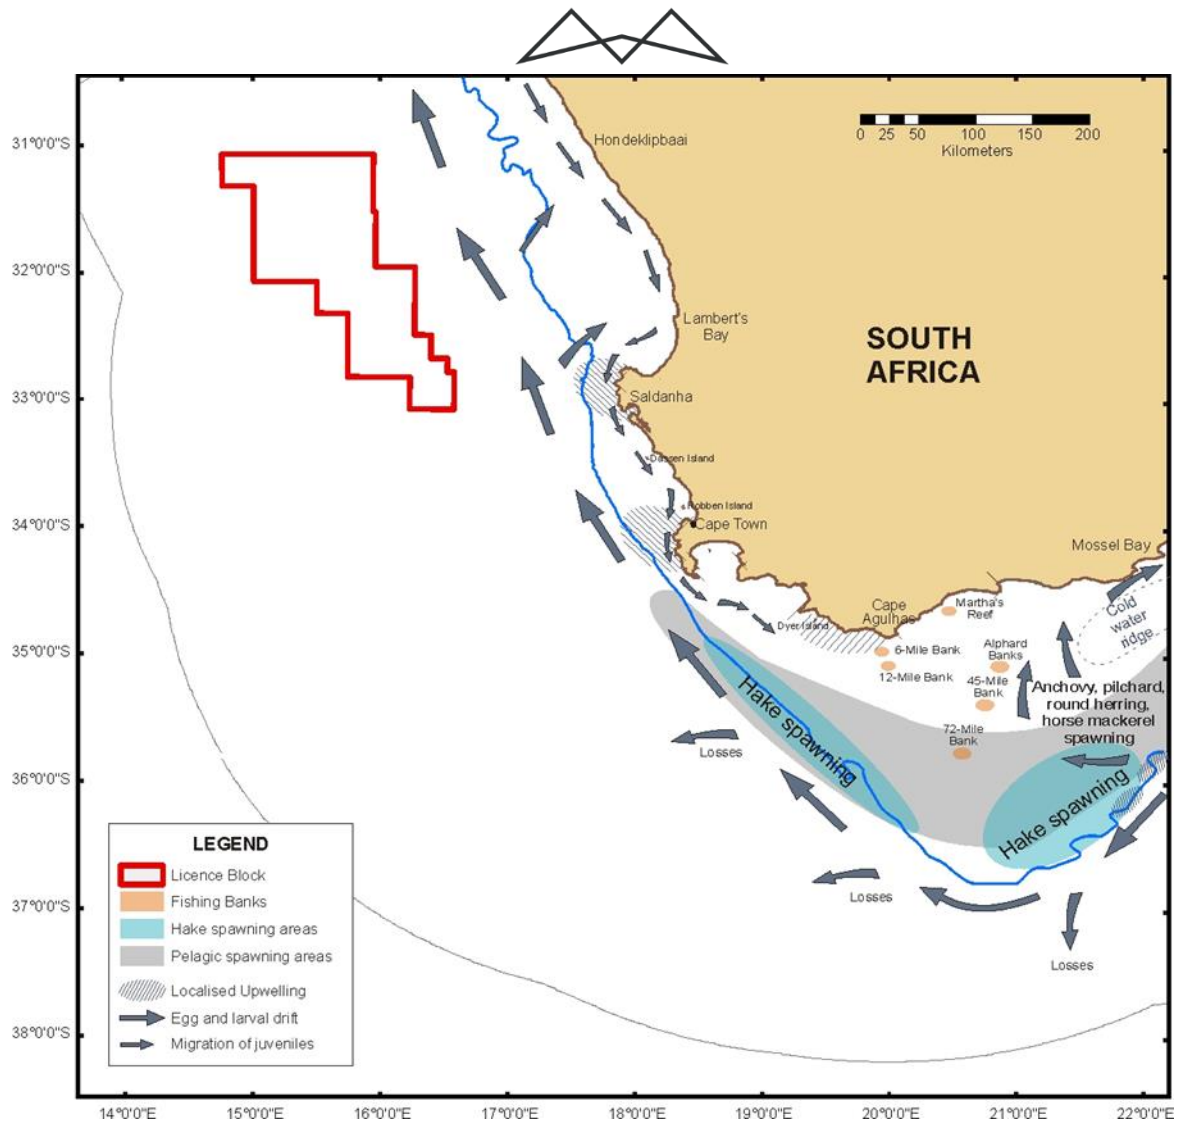 31°0'0"S
32°0'0"S
33°0'0"S
34°0'0"S
35°0'0"S
36°0'0"S
37°0'0"S
38°0'0"S
0 25 50 100 150 200
Kilometers
Hondeklipbaai
Lambert's
Bay
SOUTH
AFRICA
Saldanha
Dassen Island
Robben Island
Cape Town
Mossel Bay
Cape
Agulhas
Martha's
Reef
Cold
water
ridge
Dyer Island
6-Mile Bank
Alphard
Banks
12-Mile Bank
45-Mile
Bank
Anchovy, pilchard,
round herring,
horse mackerel
spawning
72-Mile
Bank
Hake spawning
Hake spawning
Losses
Losses
Losses
LEGEND
Licence Block
Fishing Banks
Hake spawning areas
Pelagic spawning areas
Localised Upwelling
Egg and larval drift
Migration of juveniles
14°0'0"E 15°0'0"E 16°0'0"E 17°0'0"E 18°0'0"E 19°0'0"E 20°0'0"E 21°0'0"E 22°0'0"E